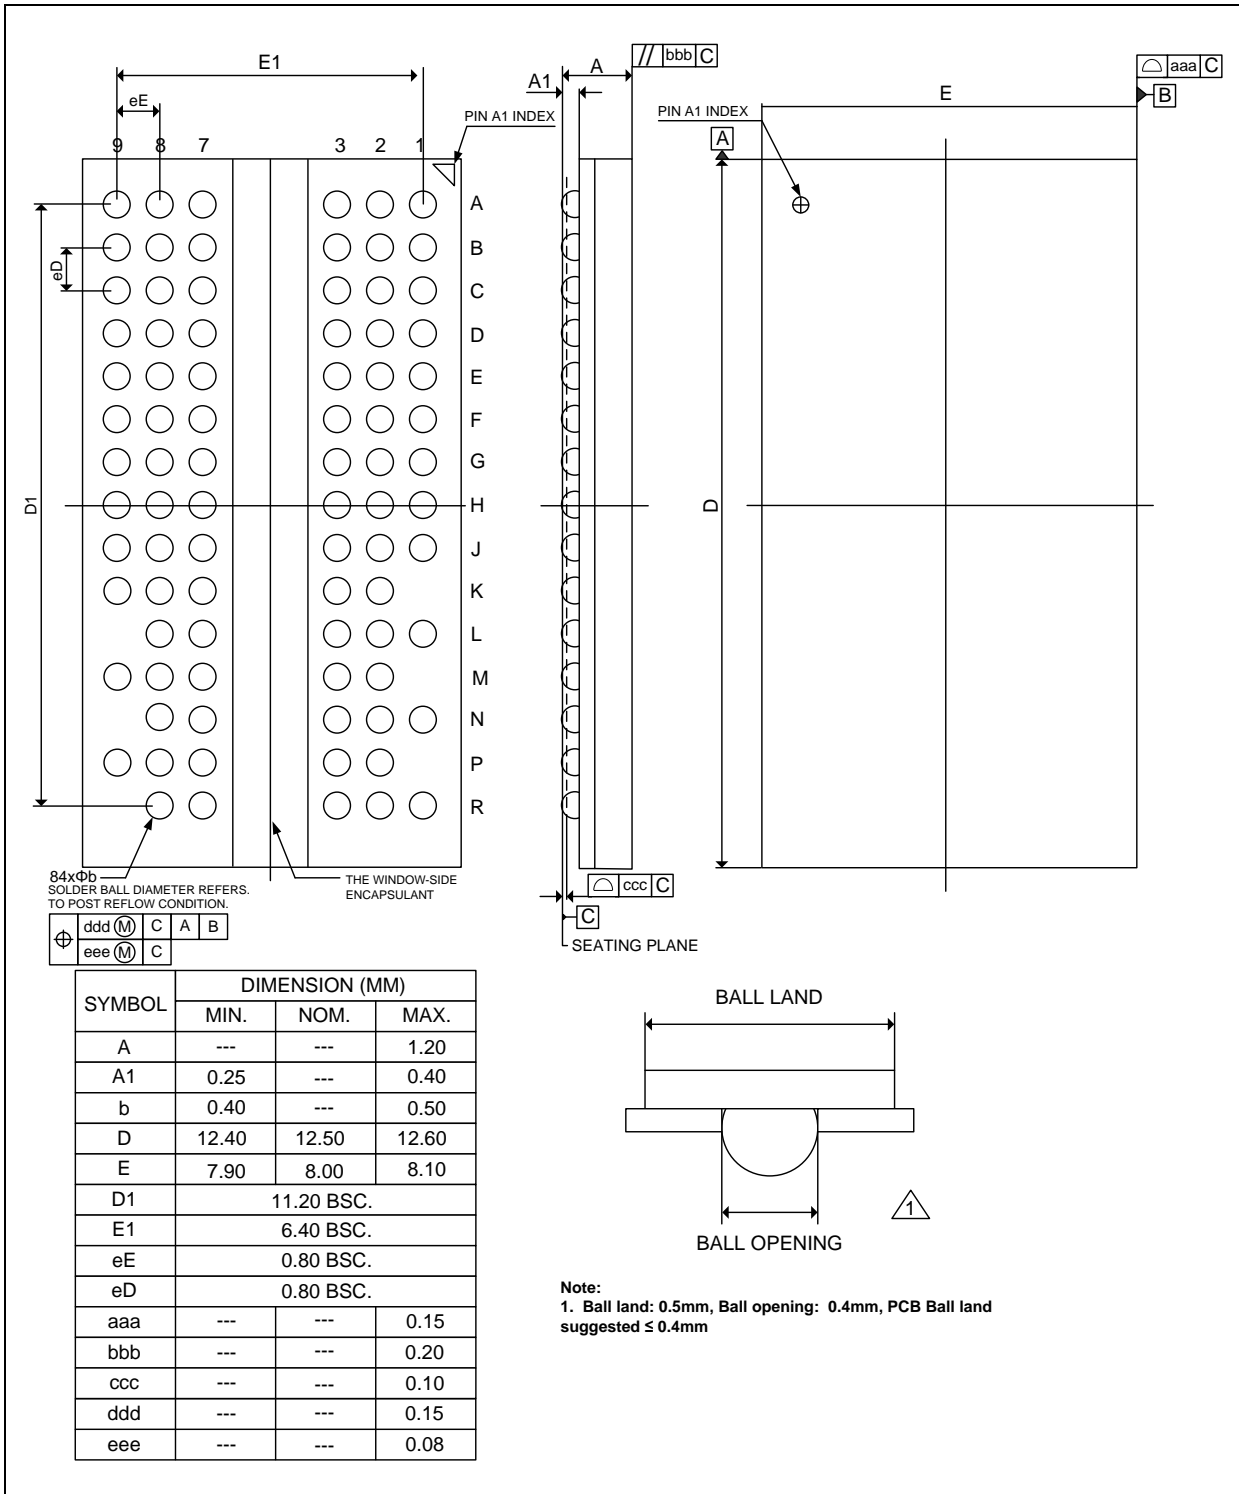 E1
eE
9 8 7 3 2 1
PIN A1 INDEX
A
B
C
D
E
F
G
H
J
K
L
M
N
P
R
eD
D1
84xΦb
SOLDER BALL DIAMETER REFERS.
TO POST REFLOW CONDITION.
⌖ ddd Ⓜ C A B
eee Ⓜ C
THE WINDOW-SIDE
ENCAPSULANT
A
A1
// bbb C
⌓ ccc C
C
SEATING PLANE
⌓ aaa C
B
E
PIN A1 INDEX
A
D
SYMBOL DIMENSION (MM)
MIN. NOM. MAX.
A --- --- 1.20
A1 0.25 --- 0.40
b 0.40 --- 0.50
D 12.40 12.50 12.60
E 7.90 8.00 8.10
D1 11.20 BSC.
E1 6.40 BSC.
eE 0.80 BSC.
eD 0.80 BSC.
aaa --- --- 0.15
bbb --- --- 0.20
ccc --- --- 0.10
ddd --- --- 0.15
eee --- --- 0.08
BALL LAND
1
BALL OPENING
Note:
1. Ball land: 0.5mm, Ball opening: 0.4mm, PCB Ball land
suggested ≤ 0.4mm